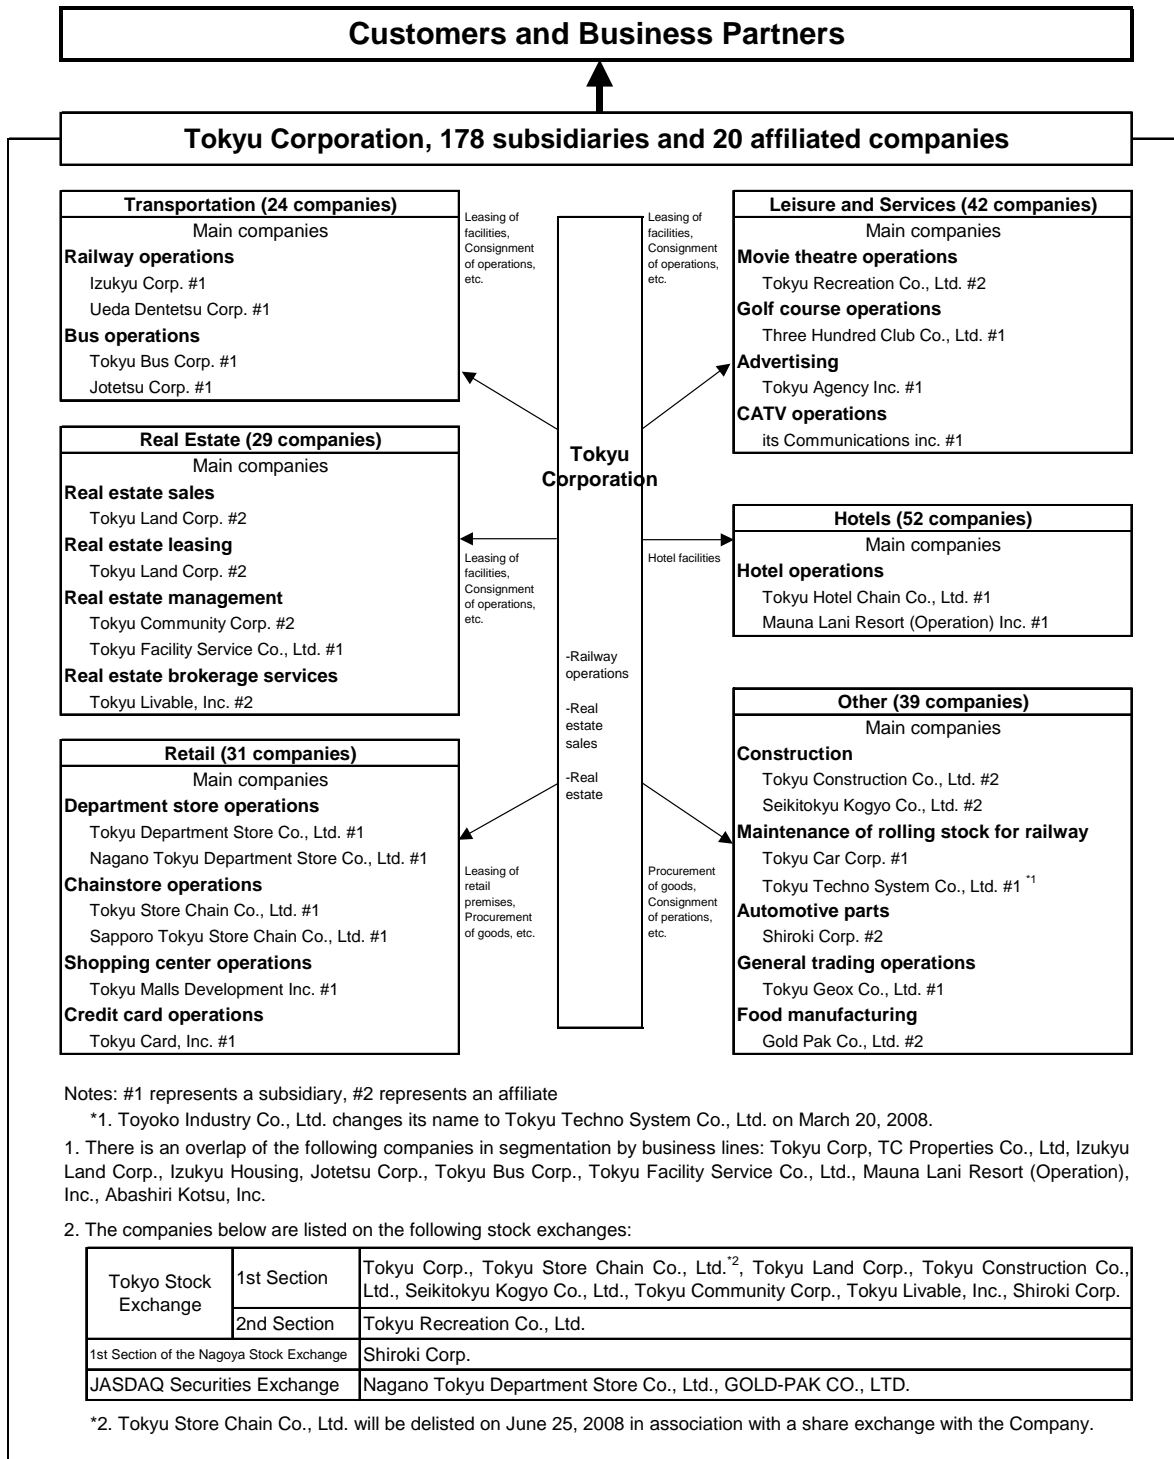 Customers and Business Partners
Tokyu Corporation, 178 subsidiaries and 20 affiliated companies
Transportation (24 companies)
Main companies
Railway operations
Izukyu Corp. #1
Ueda Dentetsu Corp. #1
Bus operations
Tokyu Bus Corp. #1
Jotetsu Corp. #1
Leasing of
facilities,
Consignment
of operations,
etc.
Real Estate (29 companies)
Main companies
Real estate sales
Tokyu Land Corp. #2
Real estate leasing
Tokyu Land Corp. #2
Real estate management
Tokyu Community Corp. #2
Tokyu Facility Service Co., Ltd. #1
Real estate brokerage services
Tokyu Livable, Inc. #2
Leasing of
facilities,
Consignment
of operations,
etc.
Retail (31 companies)
Main companies
Department store operations
Tokyu Department Store Co., Ltd. #1
Nagano Tokyu Department Store Co., Ltd. #1
Chainstore operations
Tokyu Store Chain Co., Ltd. #1
Sapporo Tokyu Store Chain Co., Ltd. #1
Shopping center operations
Tokyu Malls Development Inc. #1
Credit card operations
Tokyu Card, Inc. #1
Leasing of
retail
premises,
Procurement
of goods, etc.
Tokyu
Corporation
-Railway
operations
-Real
estate
sales
-Real
estate
Leasing of
facilities,
Consignment
of operations,
etc.
Leisure and Services (42 companies)
Main companies
Movie theatre operations
Tokyu Recreation Co., Ltd. #2
Golf course operations
Three Hundred Club Co., Ltd. #1
Advertising
Tokyu Agency Inc. #1
CATV operations
its Communications inc. #1
Hotel facilities
Hotels (52 companies)
Main companies
Hotel operations
Tokyu Hotel Chain Co., Ltd. #1
Mauna Lani Resort (Operation) Inc. #1
Procurement
of goods,
Consignment
of perations,
etc.
Other (39 companies)
Main companies
Construction
Tokyu Construction Co., Ltd. #2
Seikitokyu Kogyo Co., Ltd. #2
Maintenance of rolling stock for railway
Tokyu Car Corp. #1
Tokyu Techno System Co., Ltd. #1 *1
Automotive parts
Shiroki Corp. #2
General trading operations
Tokyu Geox Co., Ltd. #1
Food manufacturing
Gold Pak Co., Ltd. #2
Notes: #1 represents a subsidiary, #2 represents an affiliate
*1. Toyoko Industry Co., Ltd. changes its name to Tokyu Techno System Co., Ltd. on March 20, 2008.
1. There is an overlap of the following companies in segmentation by business lines: Tokyu Corp, TC Properties Co., Ltd, Izukyu
Land Corp., Izukyu Housing, Jotetsu Corp., Tokyu Bus Corp., Tokyu Facility Service Co., Ltd., Mauna Lani Resort (Operation),
Inc., Abashiri Kotsu, Inc.
2. The companies below are listed on the following stock exchanges:
Tokyo Stock
Exchange
1st Section
Tokyu Corp., Tokyu Store Chain Co., Ltd.*2, Tokyu Land Corp., Tokyu Construction Co.,
Ltd., Seikitokyu Kogyo Co., Ltd., Tokyu Community Corp., Tokyu Livable, Inc., Shiroki Corp.
2nd Section
Tokyu Recreation Co., Ltd.
1st Section of the Nagoya Stock Exchange
Shiroki Corp.
JASDAQ Securities Exchange
Nagano Tokyu Department Store Co., Ltd., GOLD-PAK CO., LTD.
*2. Tokyu Store Chain Co., Ltd. will be delisted on June 25, 2008 in association with a share exchange with the Company.